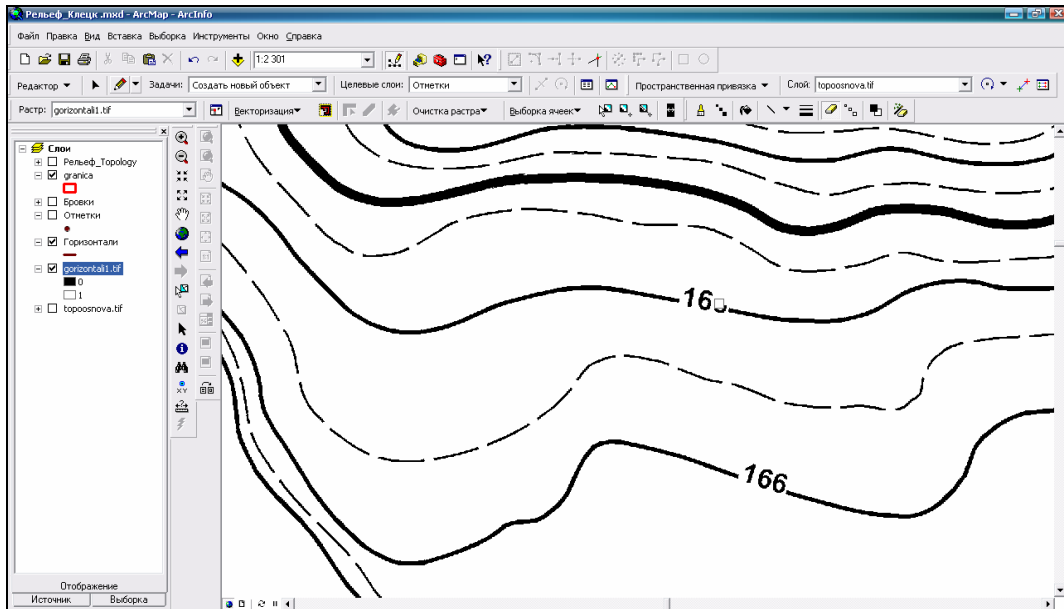 Рельеф_Клецк .mxd - ArcMap - ArcInfo
Файл Правка Вид Вставка Выборка Инструменты Окно Справка
1:2 301
Редактор Задачи: Создать новый объект Целевые слои: Отметки Пространственная привязка Слой: topoosnova.tif
Растр: gorizontali1.tif Векторизация Очистка растра Выборка ячеек
Слои
Рельеф_Topology
granica
Бровки
Отметки
Горизонтали
gorizontali1.tif
0
1
topoosnova.tif
16
166
Отображение
Источник Выборка